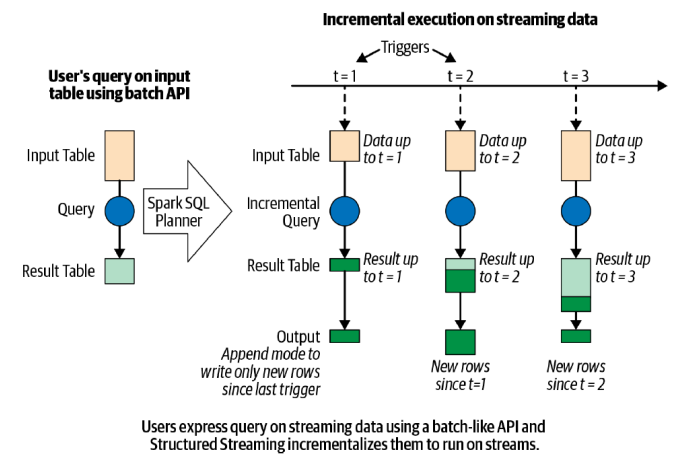 Incremental execution on streaming data
Triggers
User's query on input
table using batch API
t = 1
t = 2
t = 3
Input Table
Query
Result Table
Spark SQL
Planner
Input Table
Data up
to t = 1
Data up
to t = 2
Data up
to t = 3
Incremental
Query
Result Table
Result up
to t = 1
Result up
to t = 2
Result up
to t = 3
Output
Append mode to
write only new rows
since last trigger
New rows
since t=1
New rows
since t = 2
Users express query on streaming data using a batch-like API and
Structured Streaming incrementalizes them to run on streams.